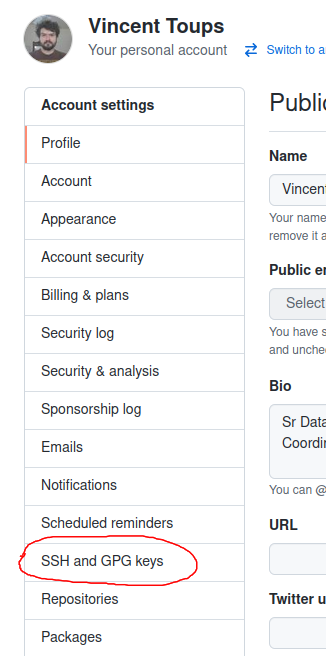 Vincent Toups
Your personal account
Switch to a
Account settings
Profile
Account
Appearance
Account security
Billing & plans
Security log
Security & analysis
Sponsorship log
Emails
Notifications
Scheduled reminders
SSH and GPG keys
Repositories
Packages
Public
Name
Vincent
Your name
remove it a
Public em
Select
You have s
and unche
Bio
Sr Data
Coordin
You can @
URL
Twitter u